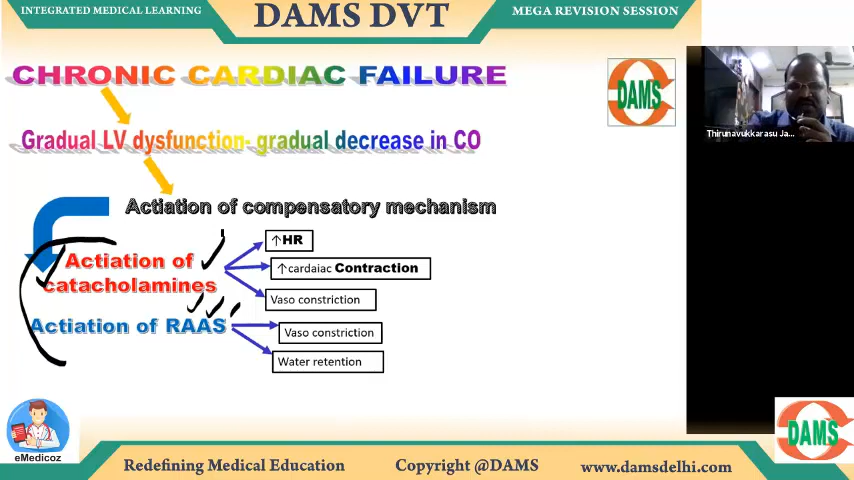 INTEGRATED MEDICAL LEARNING
DAMS DVT
MEGA REVISION SESSION
CHRONIC CARDIAC FAILURE
DAMS
Thirunavukkarasu Ja...
Gradual LV dysfunction- gradual decrease in CO
Actiation of compensatory mechanism
↑HR
Actiation of
catacholamines
↑cardaiac Contraction
Vaso constriction
Actiation of RAAS
Vaso constriction
Water retention
DAMS
eMedicoz
Redefining Medical Education
Copyright @DAMS
www.damsdelhi.com